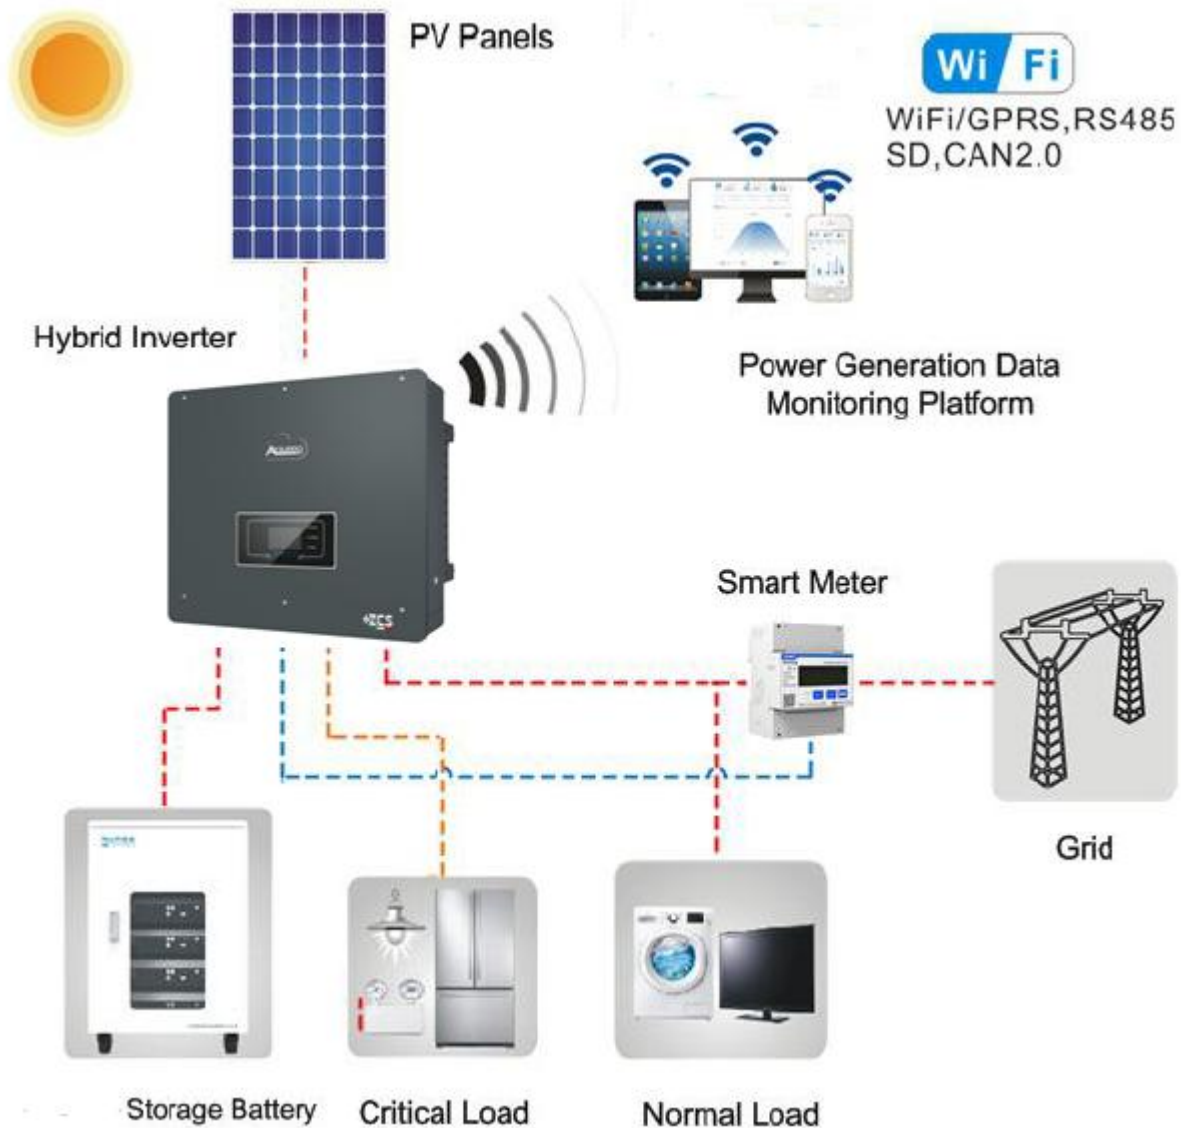 PV Panels
Wi Fi
WiFi/GPRS,RS485
SD,CAN2.0
Hybrid Inverter
Power Generation Data
Monitoring Platform
Smart Meter
Grid
Storage Battery
Critical Load
Normal Load